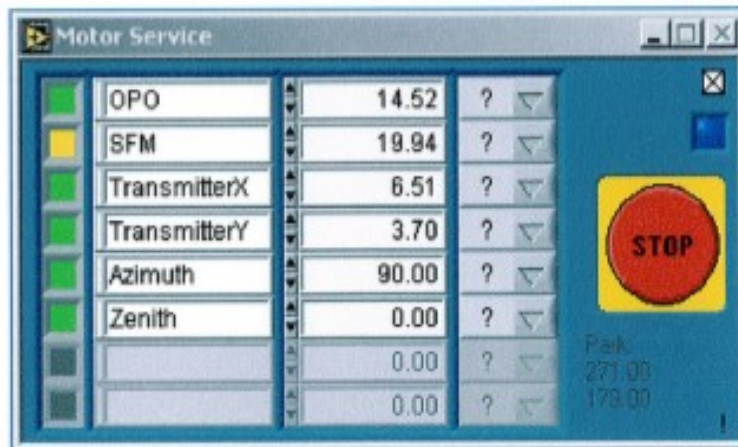 Motor Service
OPO 14.52 ?
SFM 19.94 ?
TransmitterX 6.51 ?
TransmitterY 3.70 ?
Azimuth 90.00 ?
Zenith 0.00 ?
0.00 ?
0.00 ?
STOP
Park:
271.00
179.00
!